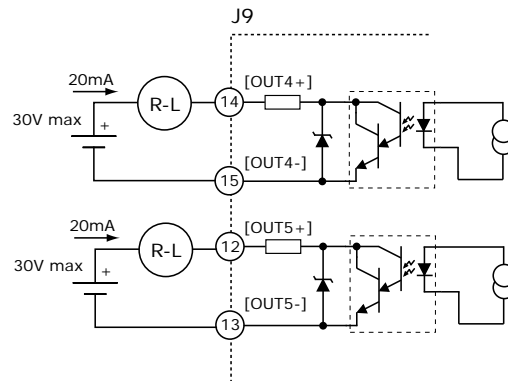 J9
20mA
R-L
14
[OUT4+]
30V max
+
15
[OUT4-]
20mA
R-L
12
[OUT5+]
30V max
+
13
[OUT5-]